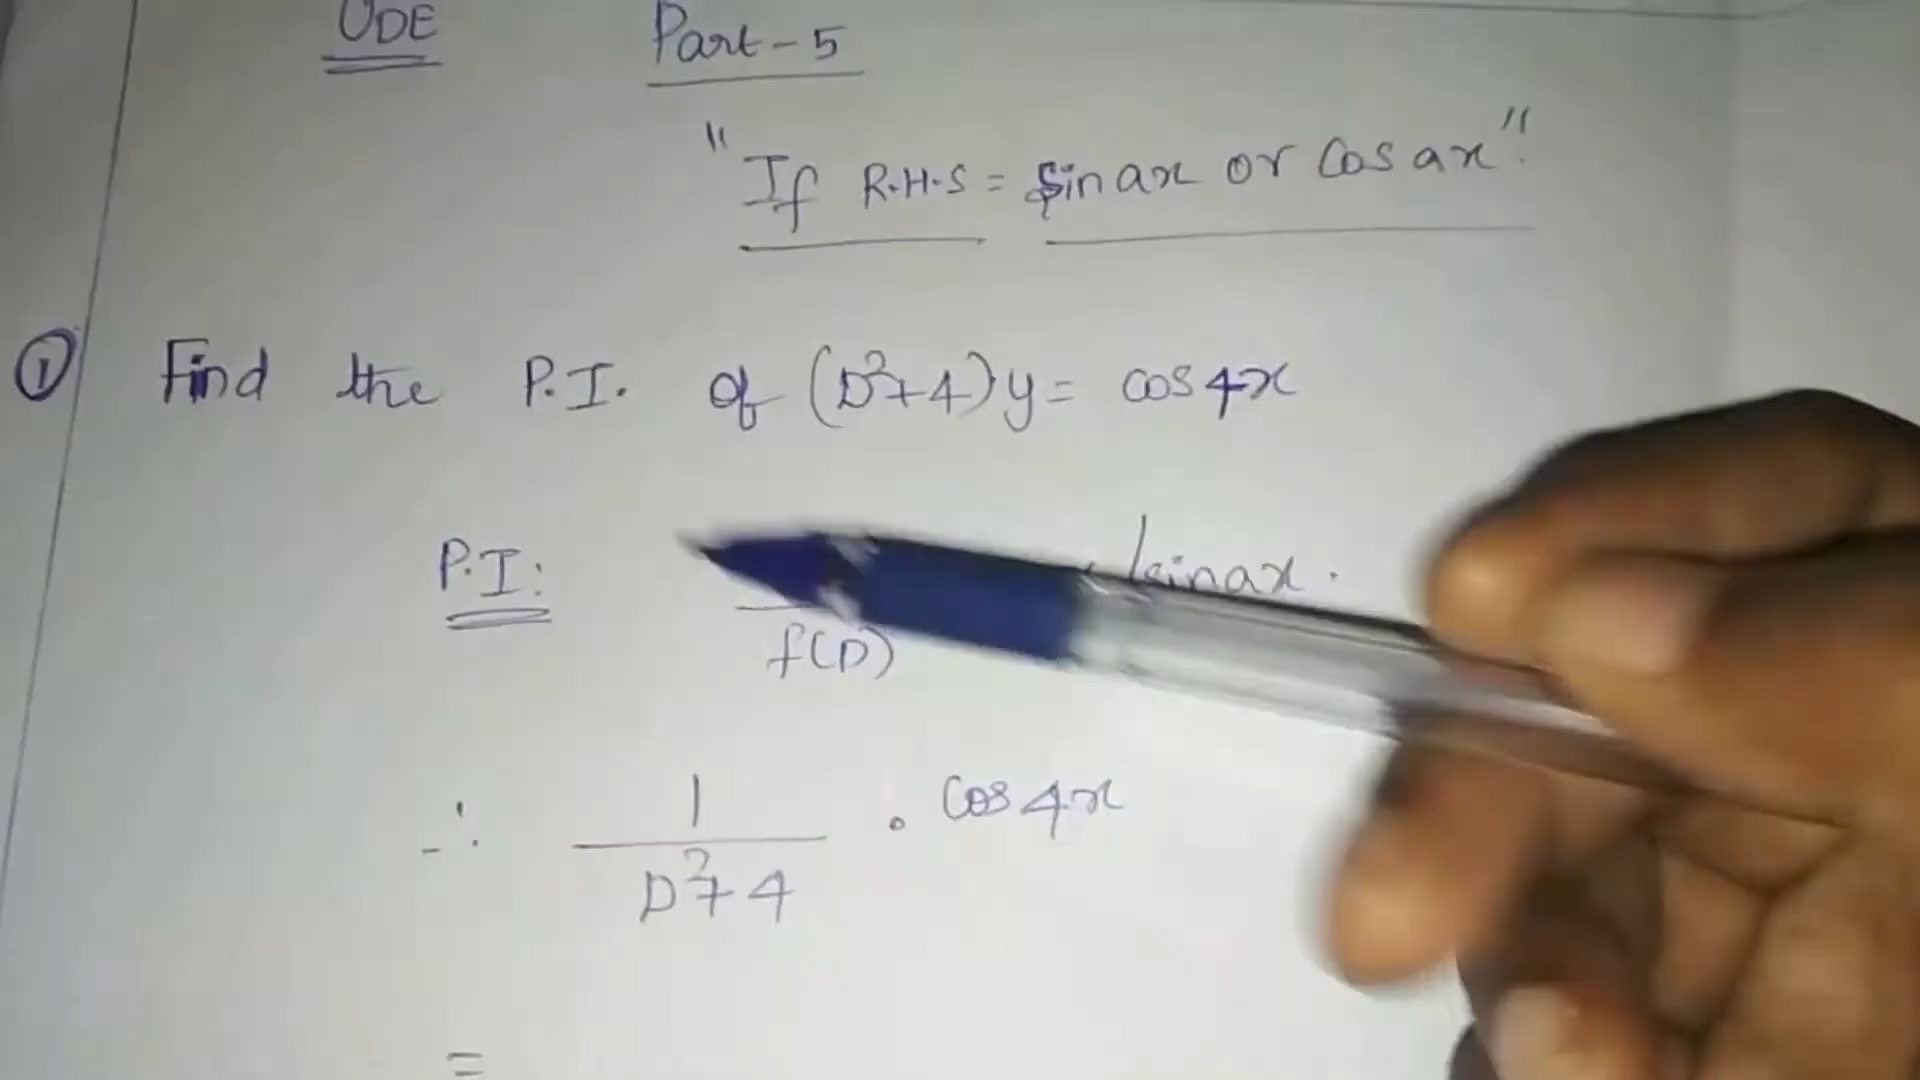 ODE Part-5
"If R.H.S = sin ax or Cos ax".
① Find the P.I. of (D²+4)y = cos 4x
P.I: f(D) /sin ax.
∴ 1 / D²+4 . Cos 4x
=